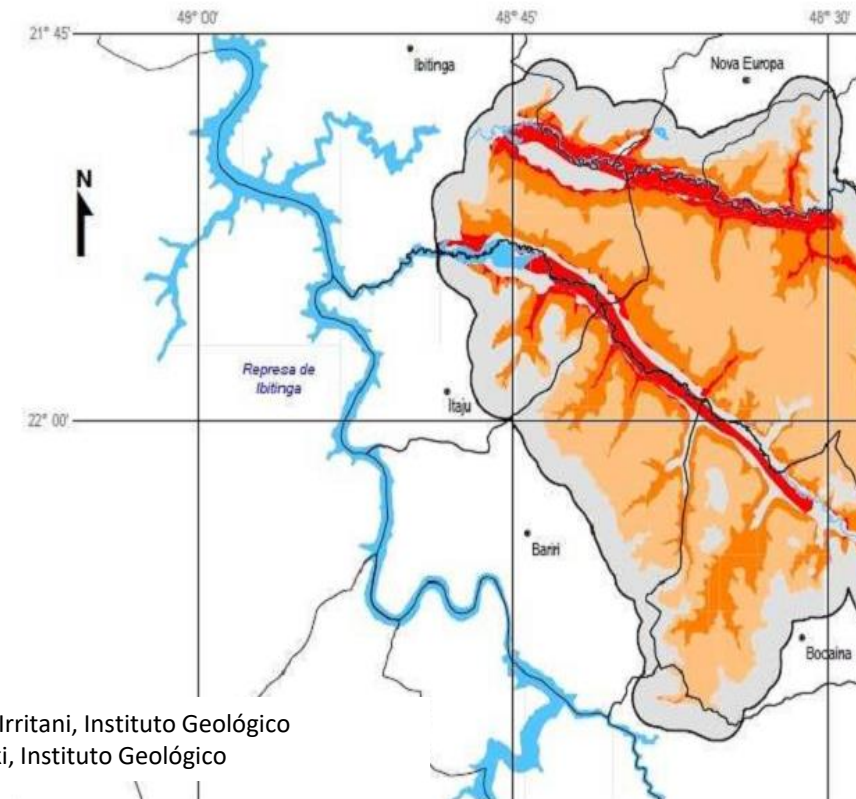 49° 00'
48° 45'
48° 30'
21° 45'
Ibitinga
Nova Europa
N
Represa de
Ibitinga
Itaju
22° 00'
Bariri
Bocaina
Irritani, Instituto Geológico
i, Instituto Geológico